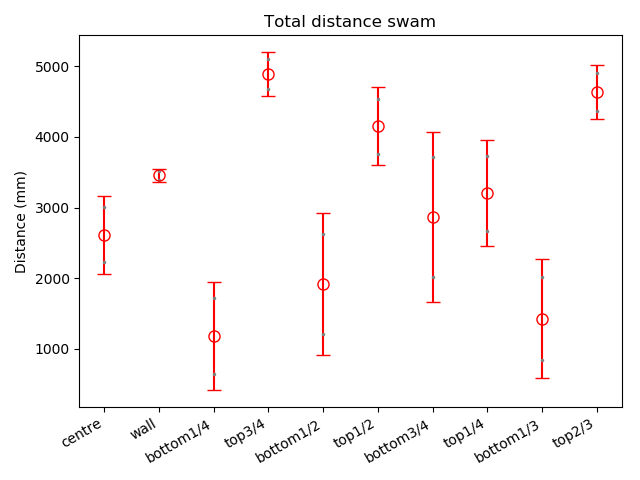 Total distance swam
Distance (mm)
5000
4000
3000
2000
1000
centre
wall
bottom1/4
top3/4
bottom1/2
top1/2
bottom3/4
top1/4
bottom1/3
top2/3